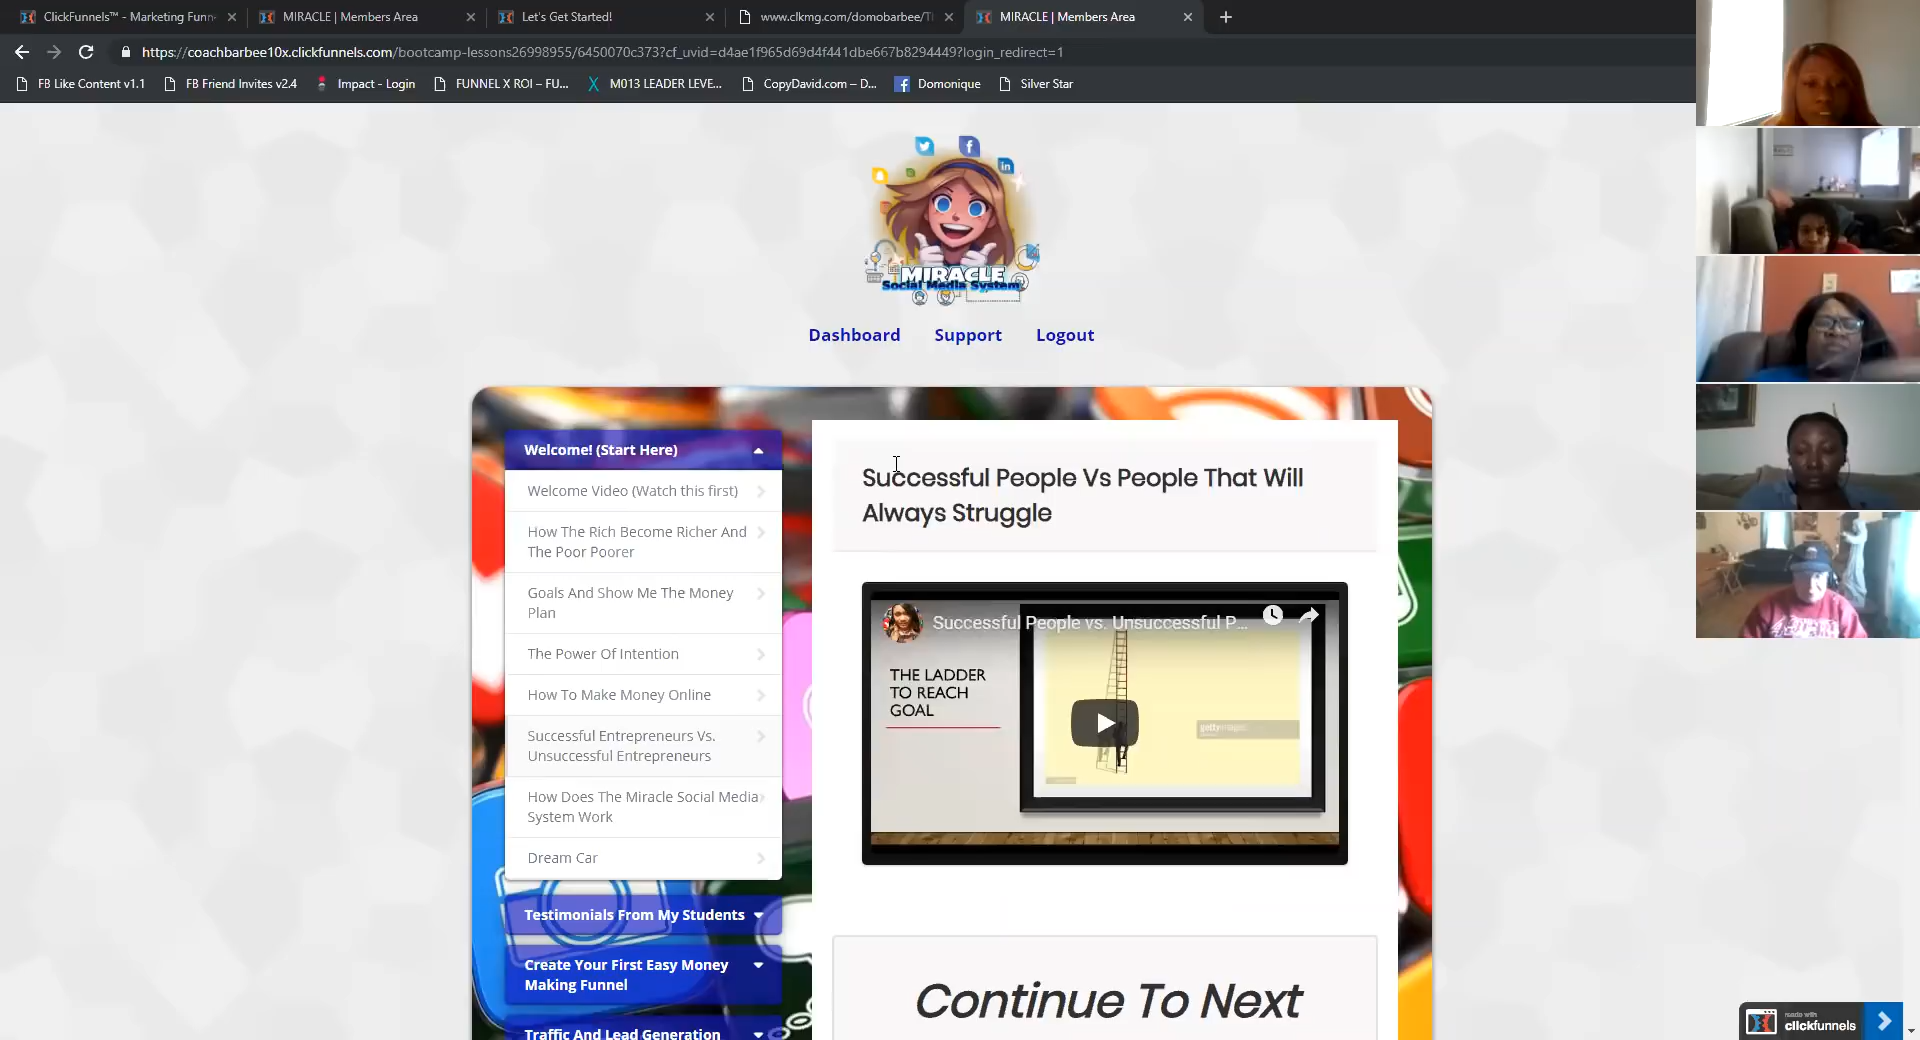 ClickFunnels™ - Marketing Funn
MIRACLE | Members Area
Let's Get Started!
www.clkmg.com/domobarbee/T
MIRACLE | Members Area
https://coachbarbee10x.clickfunnels.com/bootcamp-lessons26998955/6450070c373?cf_uvid=d4ae1f965d69d4f441dbe667b8294449?login_redirect=1
FB Like Content v1.1
FB Friend Invites v2.4
Impact - Login
FUNNEL X ROI – FU...
M013 LEADER LEVE...
CopyDavid.com – D...
Domonique
Silver Star
MIRACLE
Social Media System
Dashboard
Support
Logout
Welcome! (Start Here)
Welcome Video (Watch this first)
How The Rich Become Richer And
The Poor Poorer
Goals And Show Me The Money
Plan
The Power Of Intention
How To Make Money Online
Successful Entrepreneurs Vs.
Unsuccessful Entrepreneurs
How Does The Miracle Social Media
System Work
Dream Car
Testimonials From My Students
Create Your First Easy Money
Making Funnel
Traffic And Lead Generation
Successful People Vs People That Will
Always Struggle
Successful People vs. Unsuccessful P...
THE LADDER
TO REACH
GOAL
gettyimages
Continue To Next
made with
clickfunnels